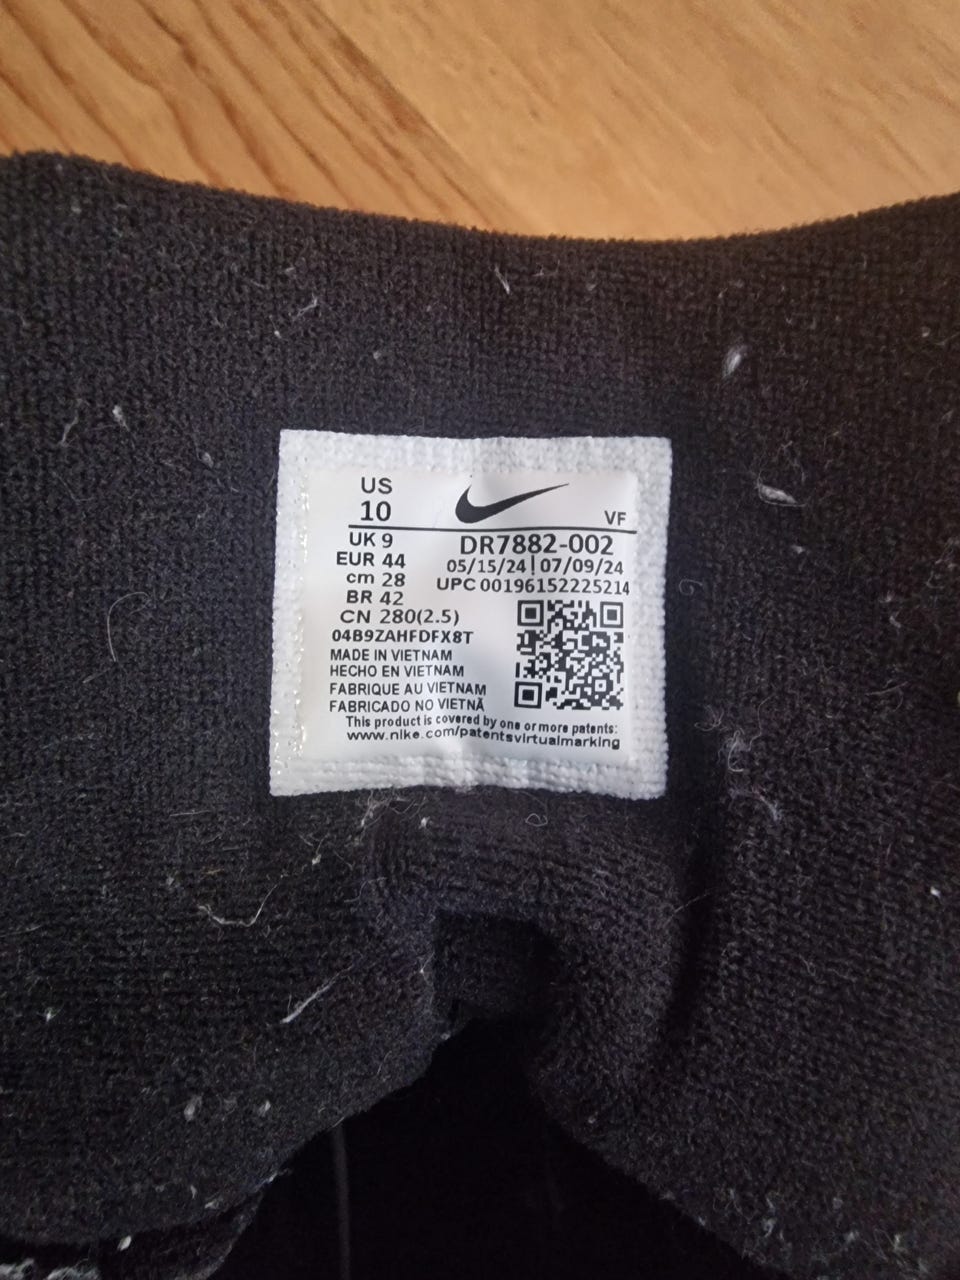 US
10
VF
UK 9
EUR 44
cm 28
BR 42
CN 280(2.5)
DR7882-002
05/15/24|07/09/24
UPC 00196152225214
04B9ZAHFDFX8T
MADE IN VIETNAM
HECHO EN VIETNAM
FABRIQUE AU VIETNAM
FABRICADO NO VIETNÃ
This product is covered by one or more patents:
www.nike.com/patentsvirtualmarking